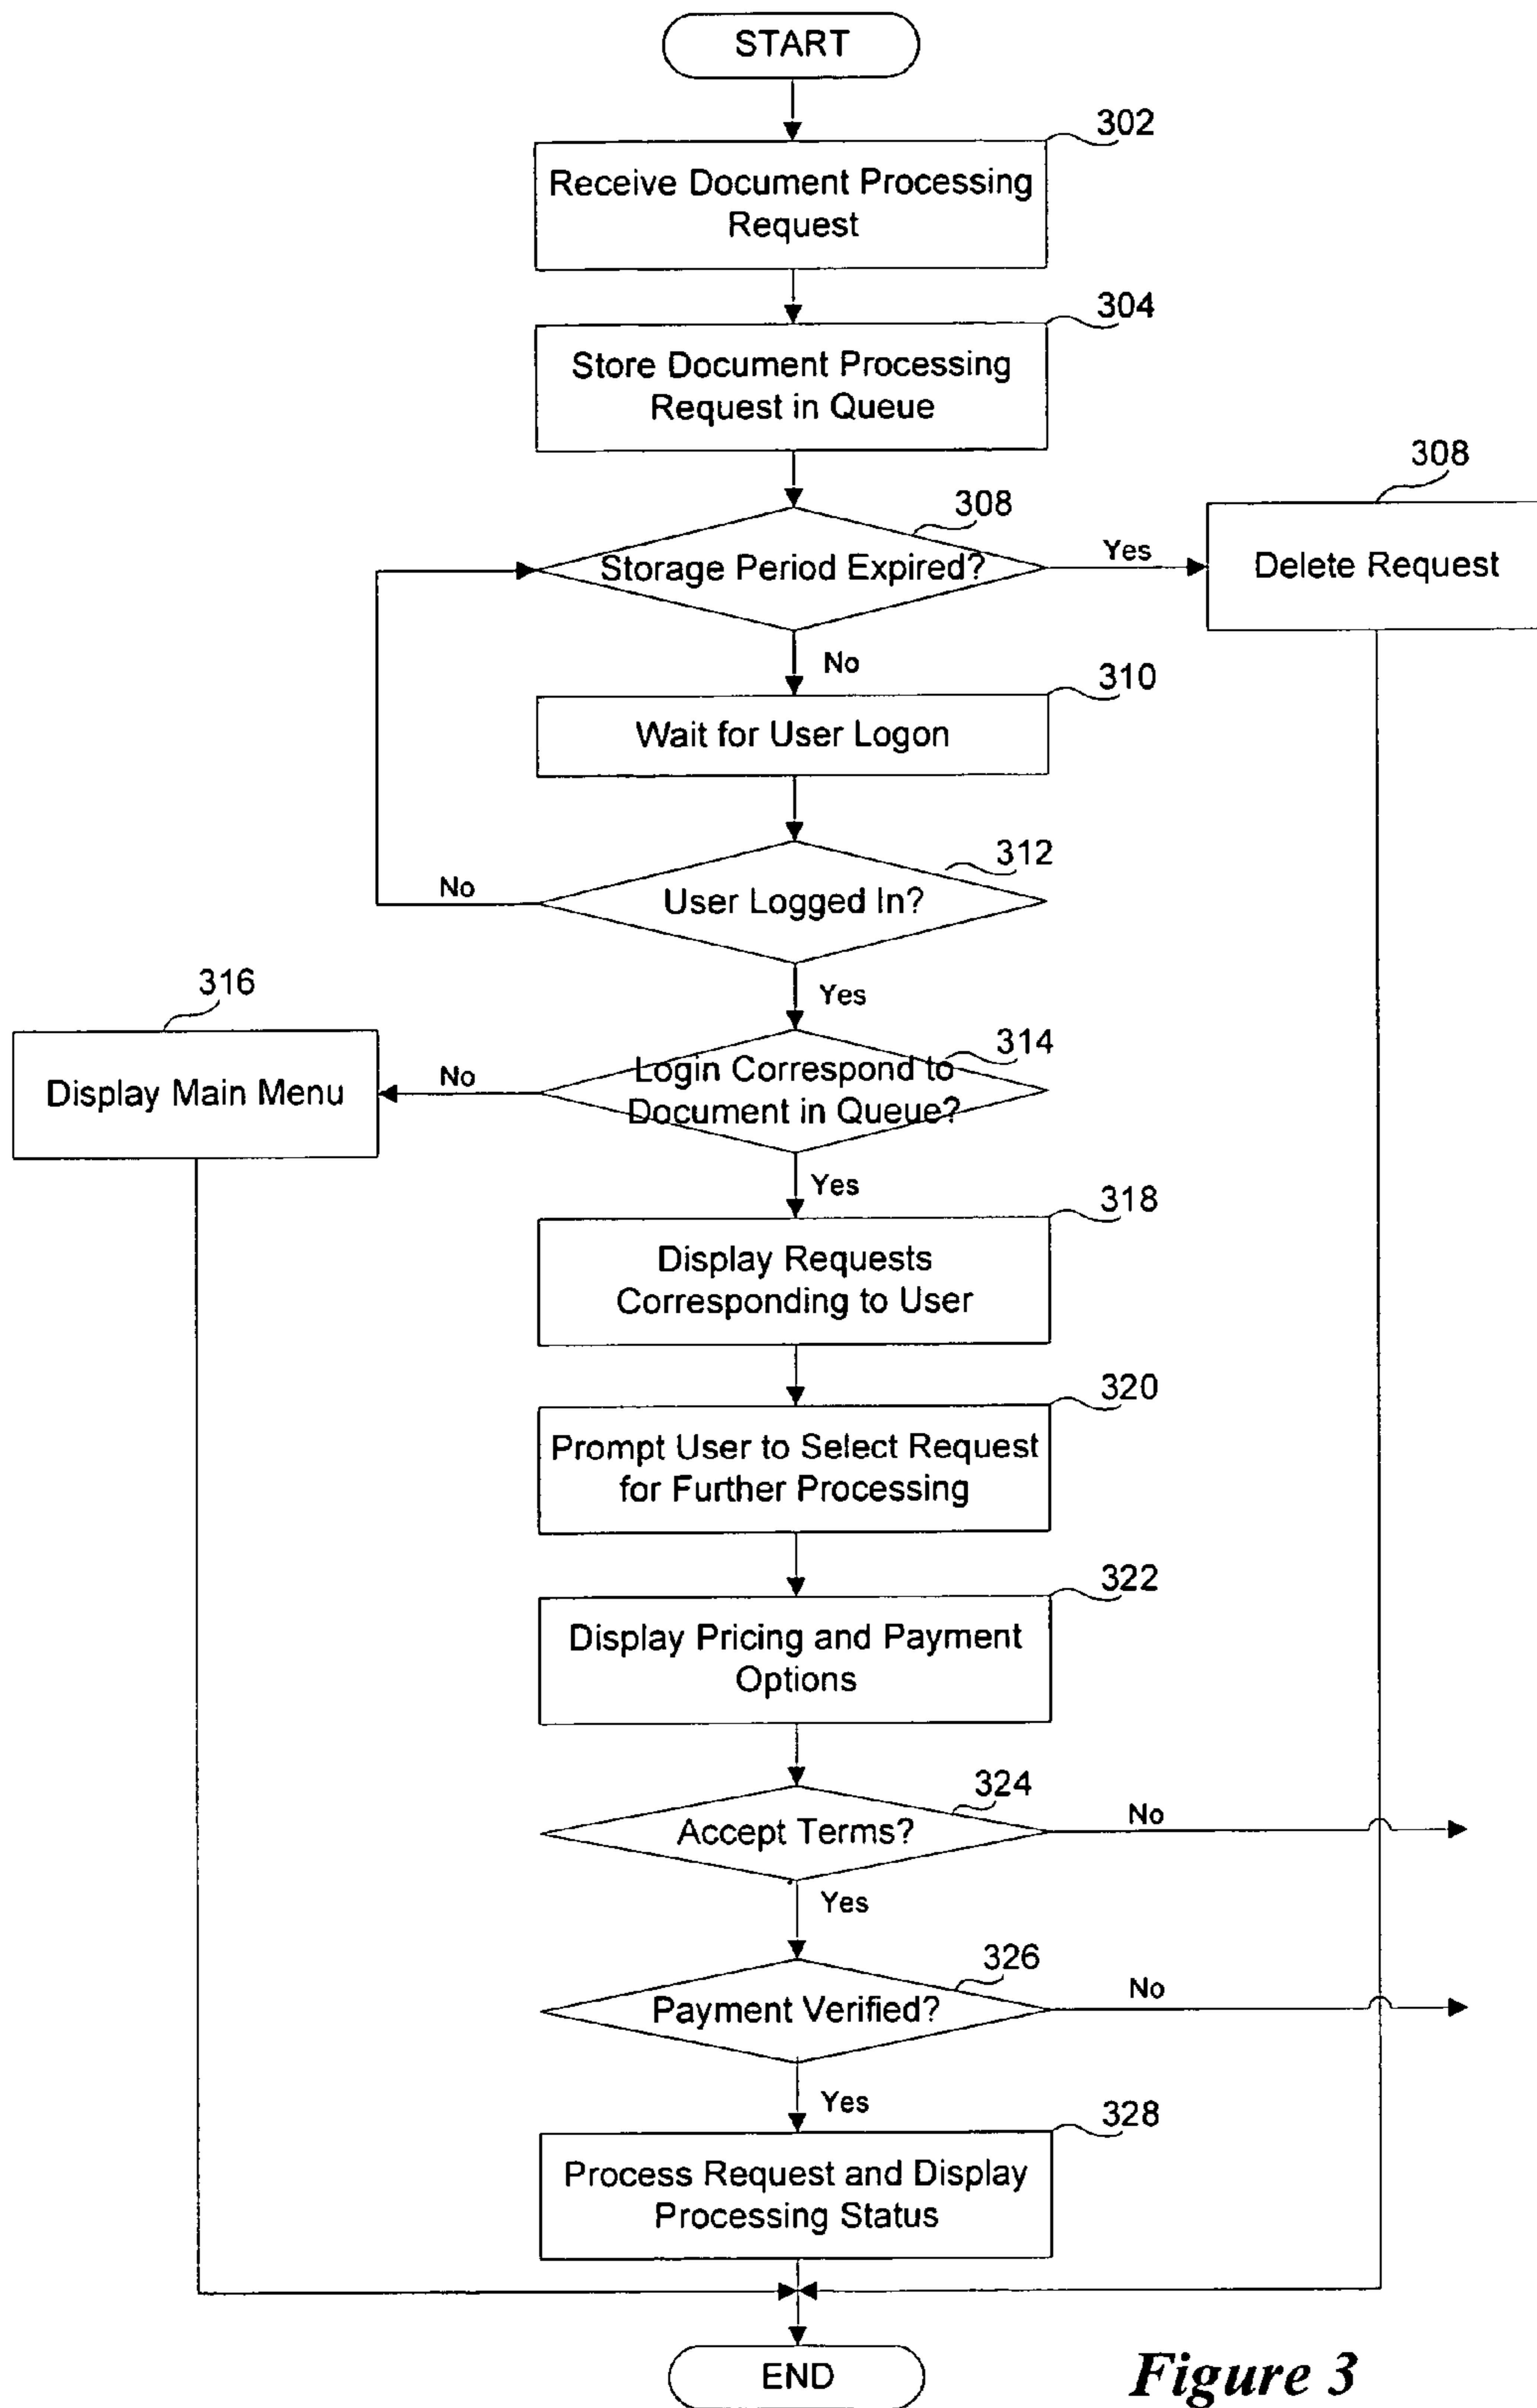 START
302
Receive Document Processing
Request
304
Store Document Processing
Request in Queue
308
Storage Period Expired?
Yes
308
Delete Request
No
310
Wait for User Logon
312
User Logged In?
No
Yes
316
Display Main Menu
No
314
Login Correspond to
Document in Queue?
Yes
318
Display Requests
Corresponding to User
320
Prompt User to Select Request
for Further Processing
322
Display Pricing and Payment
Options
324
Accept Terms?
No
Yes
326
Payment Verified?
No
Yes
328
Process Request and Display
Processing Status
END
Figure 3